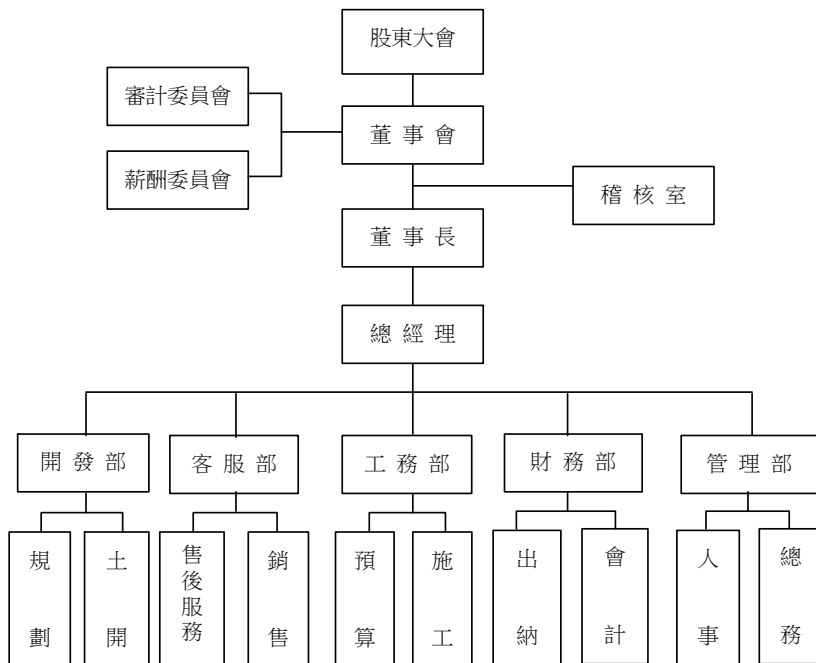 股東大會
審計委員會
董 事 會
薪酬委員會
稽 核 室
董 事 長
總 經 理
開 發 部
客 服 部
工 務 部
財 務 部
管 理 部
規劃
土開
售後服務
銷售
預算
施工
出納
會計
人事
總務